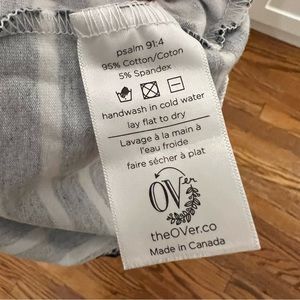 psalm 91:4
95% Cotton/Coton
5% Spandex
handwash in cold water
lay flat to dry
Lavage à la main à
l'eau froide
faire sécher à plat
OVer
theOVer.co
Made in Canada